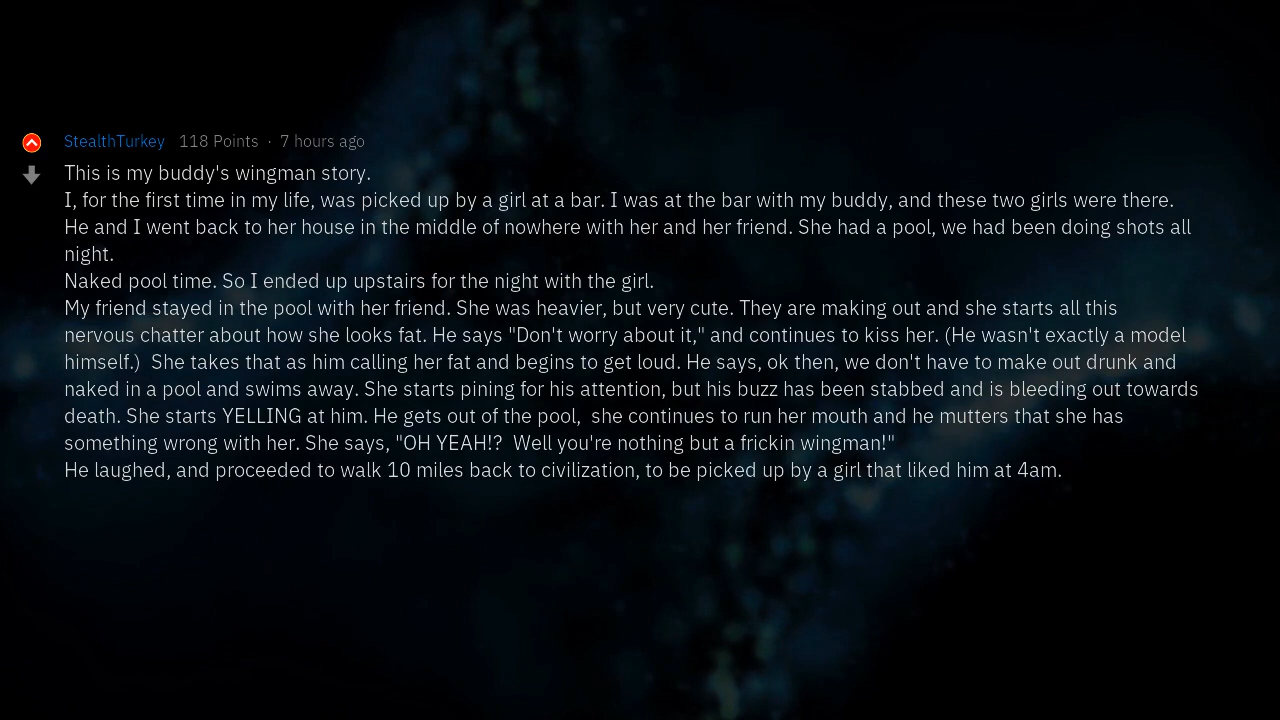 StealthTurkey 118 Points · 7 hours ago
This is my buddy's wingman story.
I, for the first time in my life, was picked up by a girl at a bar. I was at the bar with my buddy, and these two girls were there.
He and I went back to her house in the middle of nowhere with her and her friend. She had a pool, we had been doing shots all
night.
Naked pool time. So I ended up upstairs for the night with the girl.
My friend stayed in the pool with her friend. She was heavier, but very cute. They are making out and she starts all this
nervous chatter about how she looks fat. He says "Don't worry about it," and continues to kiss her. (He wasn't exactly a model
himself.)  She takes that as him calling her fat and begins to get loud. He says, ok then, we don't have to make out drunk and
naked in a pool and swims away. She starts pining for his attention, but his buzz has been stabbed and is bleeding out towards
death. She starts YELLING at him. He gets out of the pool,  she continues to run her mouth and he mutters that she has
something wrong with her. She says, "OH YEAH!?  Well you're nothing but a frickin wingman!"
He laughed, and proceeded to walk 10 miles back to civilization, to be picked up by a girl that liked him at 4am.